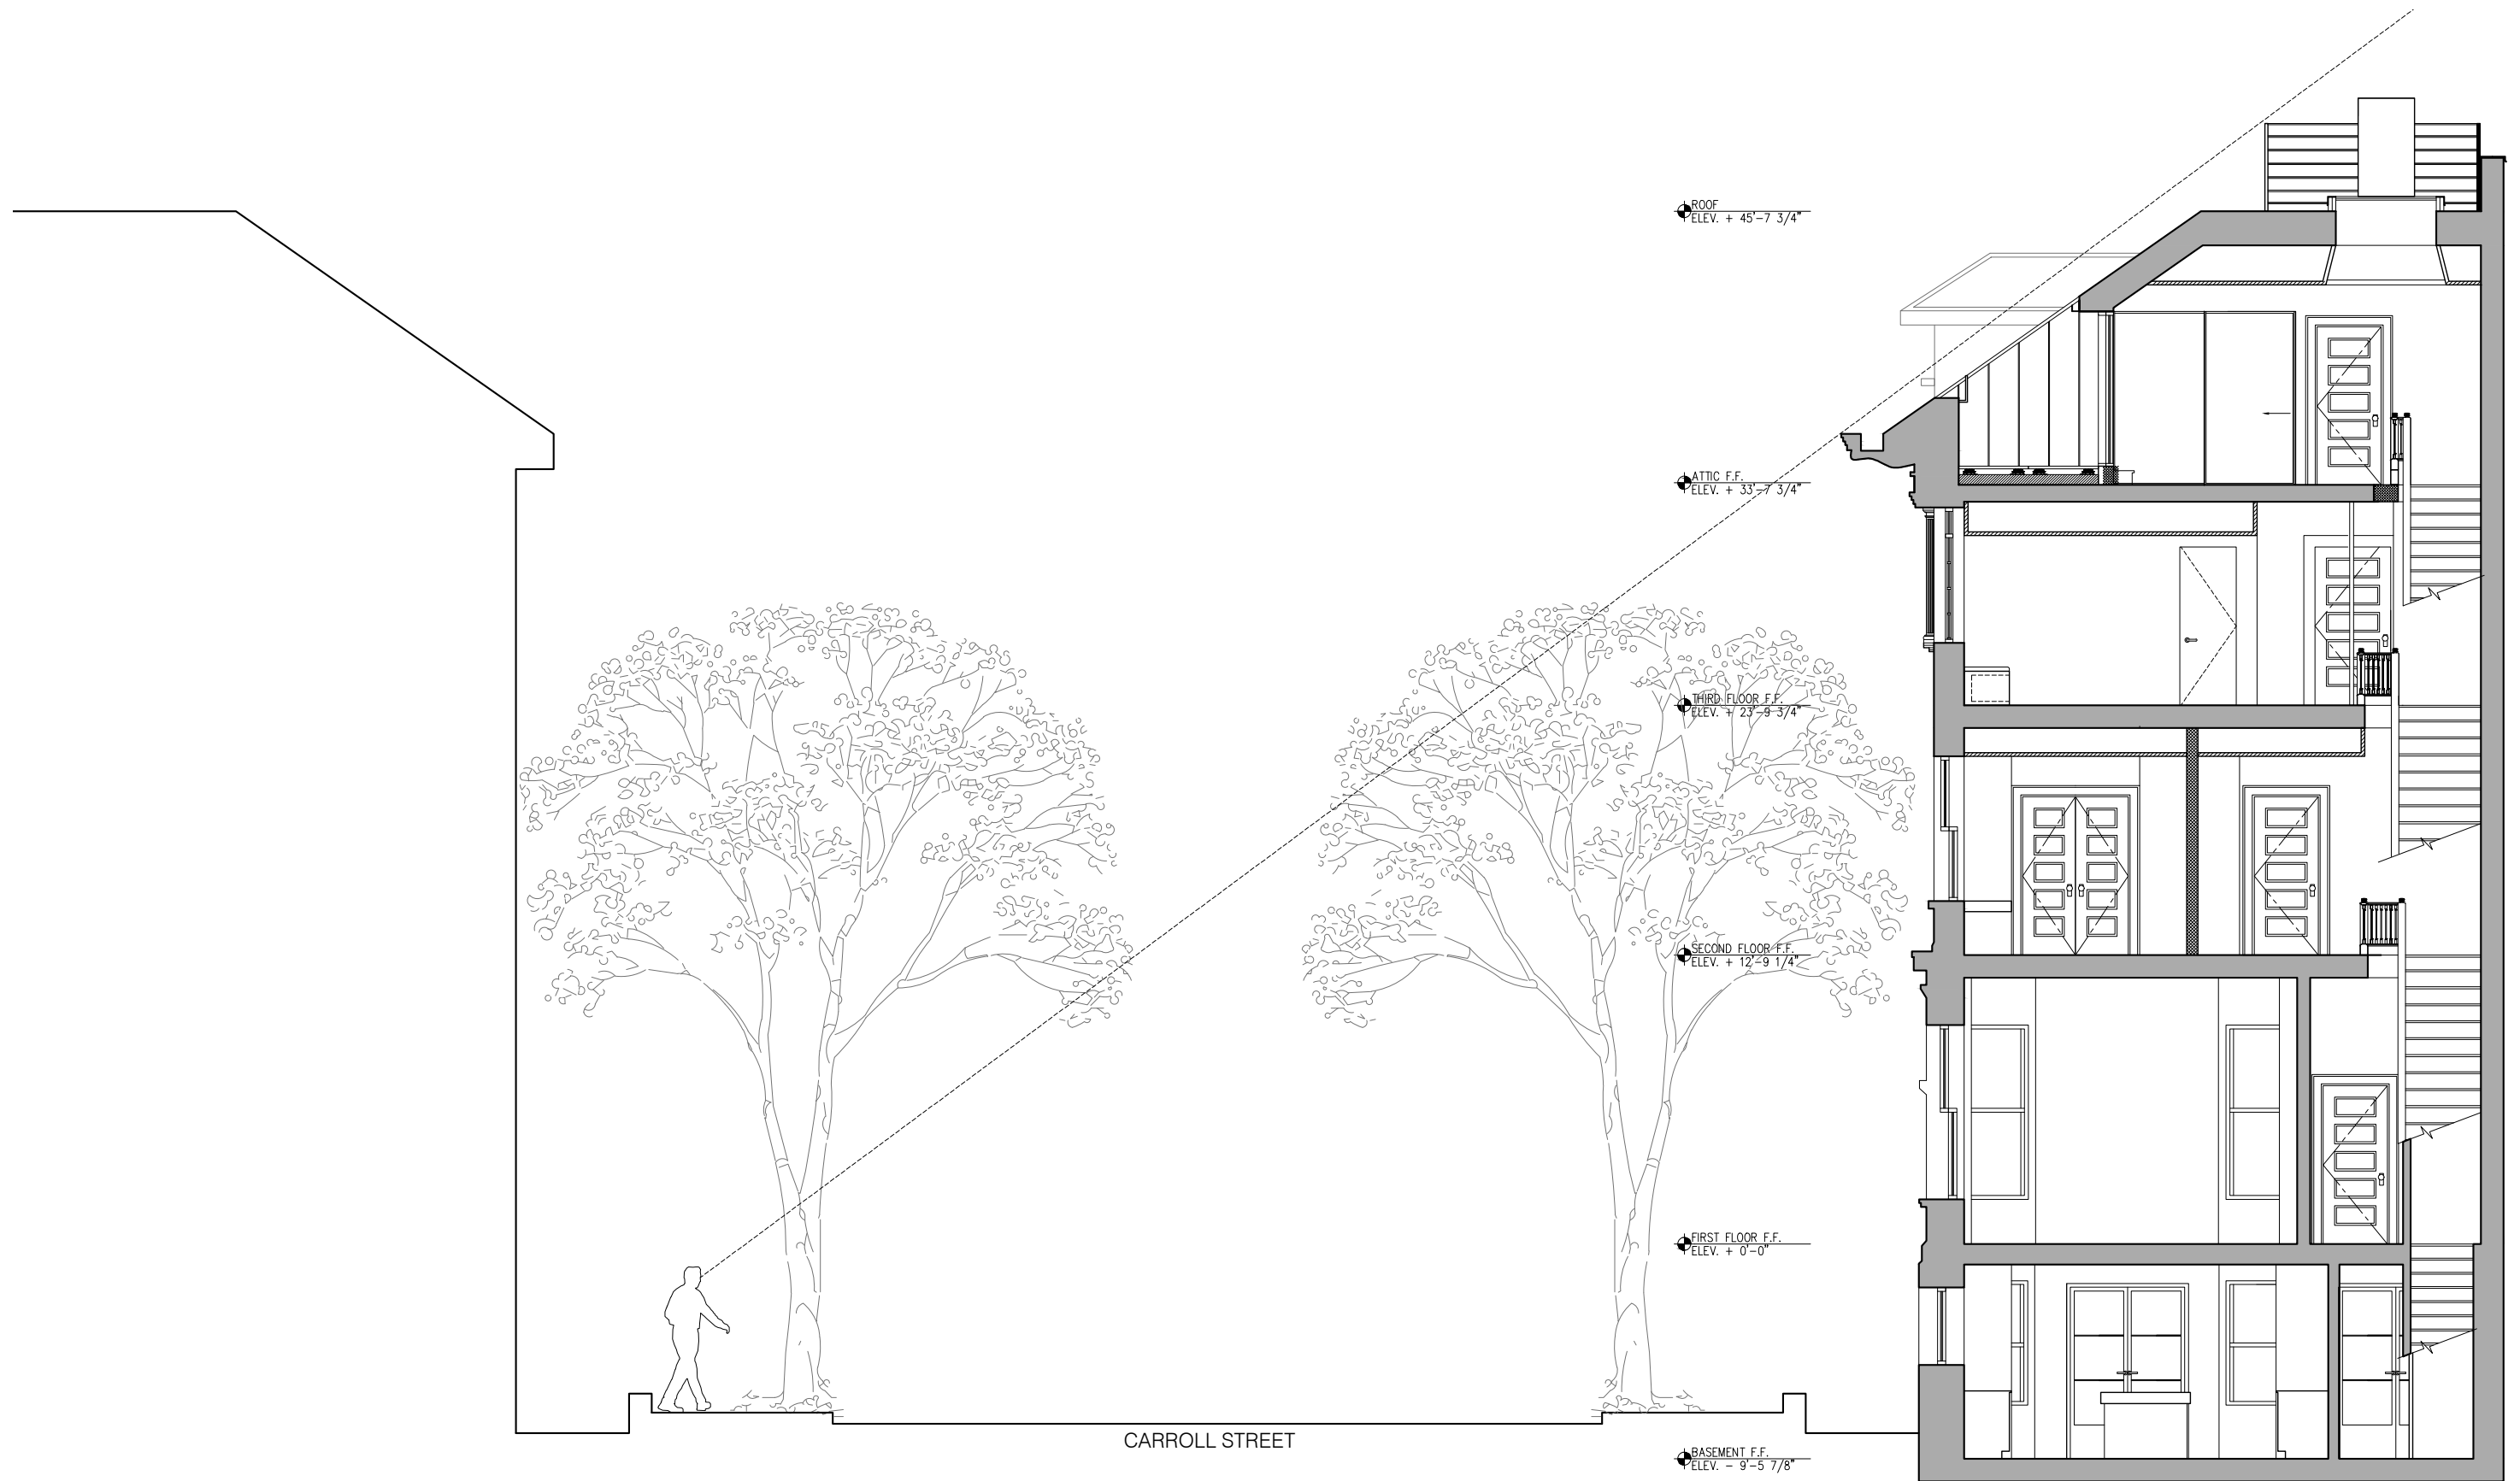 ROOF
ELEV. + 45'-7 3/4"
ATTIC F.F.
ELEV. + 33'-7 3/4"
THIRD FLOOR F.F.
ELEV. + 23'-9 3/4"
SECOND FLOOR F.F.
ELEV. + 12'-9 1/4"
FIRST FLOOR F.F.
ELEV. + 0'-0"
CARROLL STREET
BASEMENT F.F.
ELEV. - 9'-5 7/8"